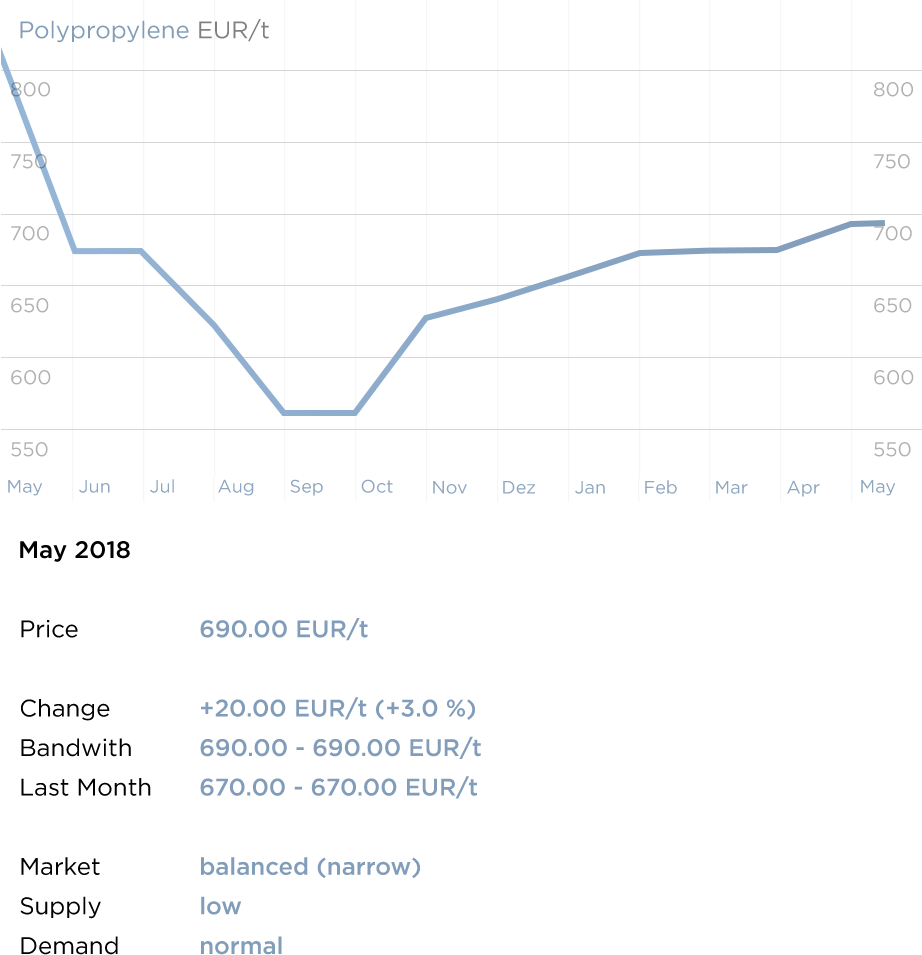 Polypropylene EUR/t
800 800
750 750
700 700
650 650
600 600
550 550
May Jun Jul Aug Sep Oct Nov Dez Jan Feb Mar Apr May
May 2018
Price 690.00 EUR/t
Change +20.00 EUR/t (+3.0 %)
Bandwith 690.00 - 690.00 EUR/t
Last Month 670.00 - 670.00 EUR/t
Market balanced (narrow)
Supply low
Demand normal